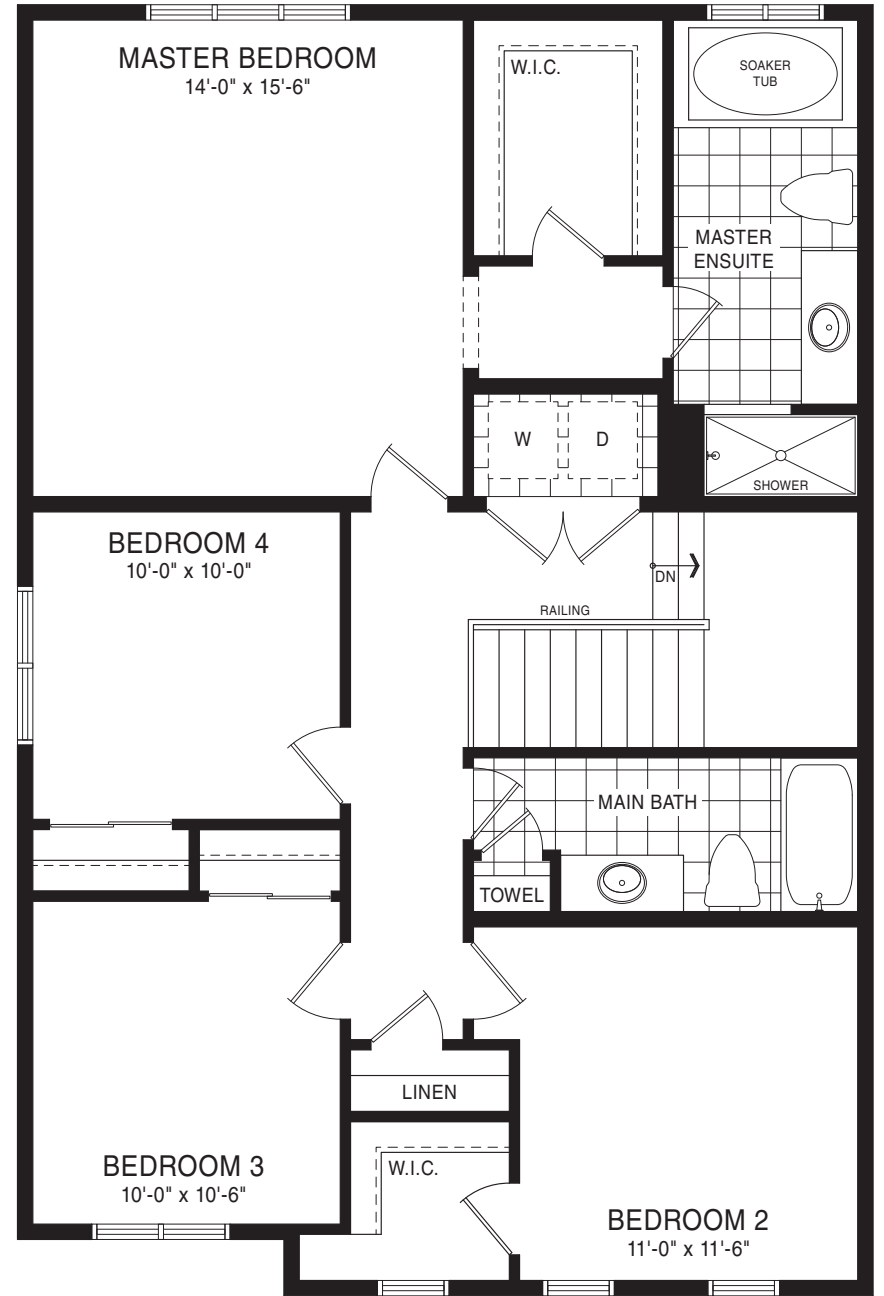 MASTER BEDROOM
14'-0" x 15'-6"
W.I.C.
SOAKER
TUB
MASTER
ENSUITE
W
D
SHOWER
BEDROOM 4
10'-0" x 10'-0"
DN
RAILING
MAIN BATH
TOWEL
LINEN
BEDROOM 3
10'-0" x 10'-6"
W.I.C.
BEDROOM 2
11'-0" x 11'-6"